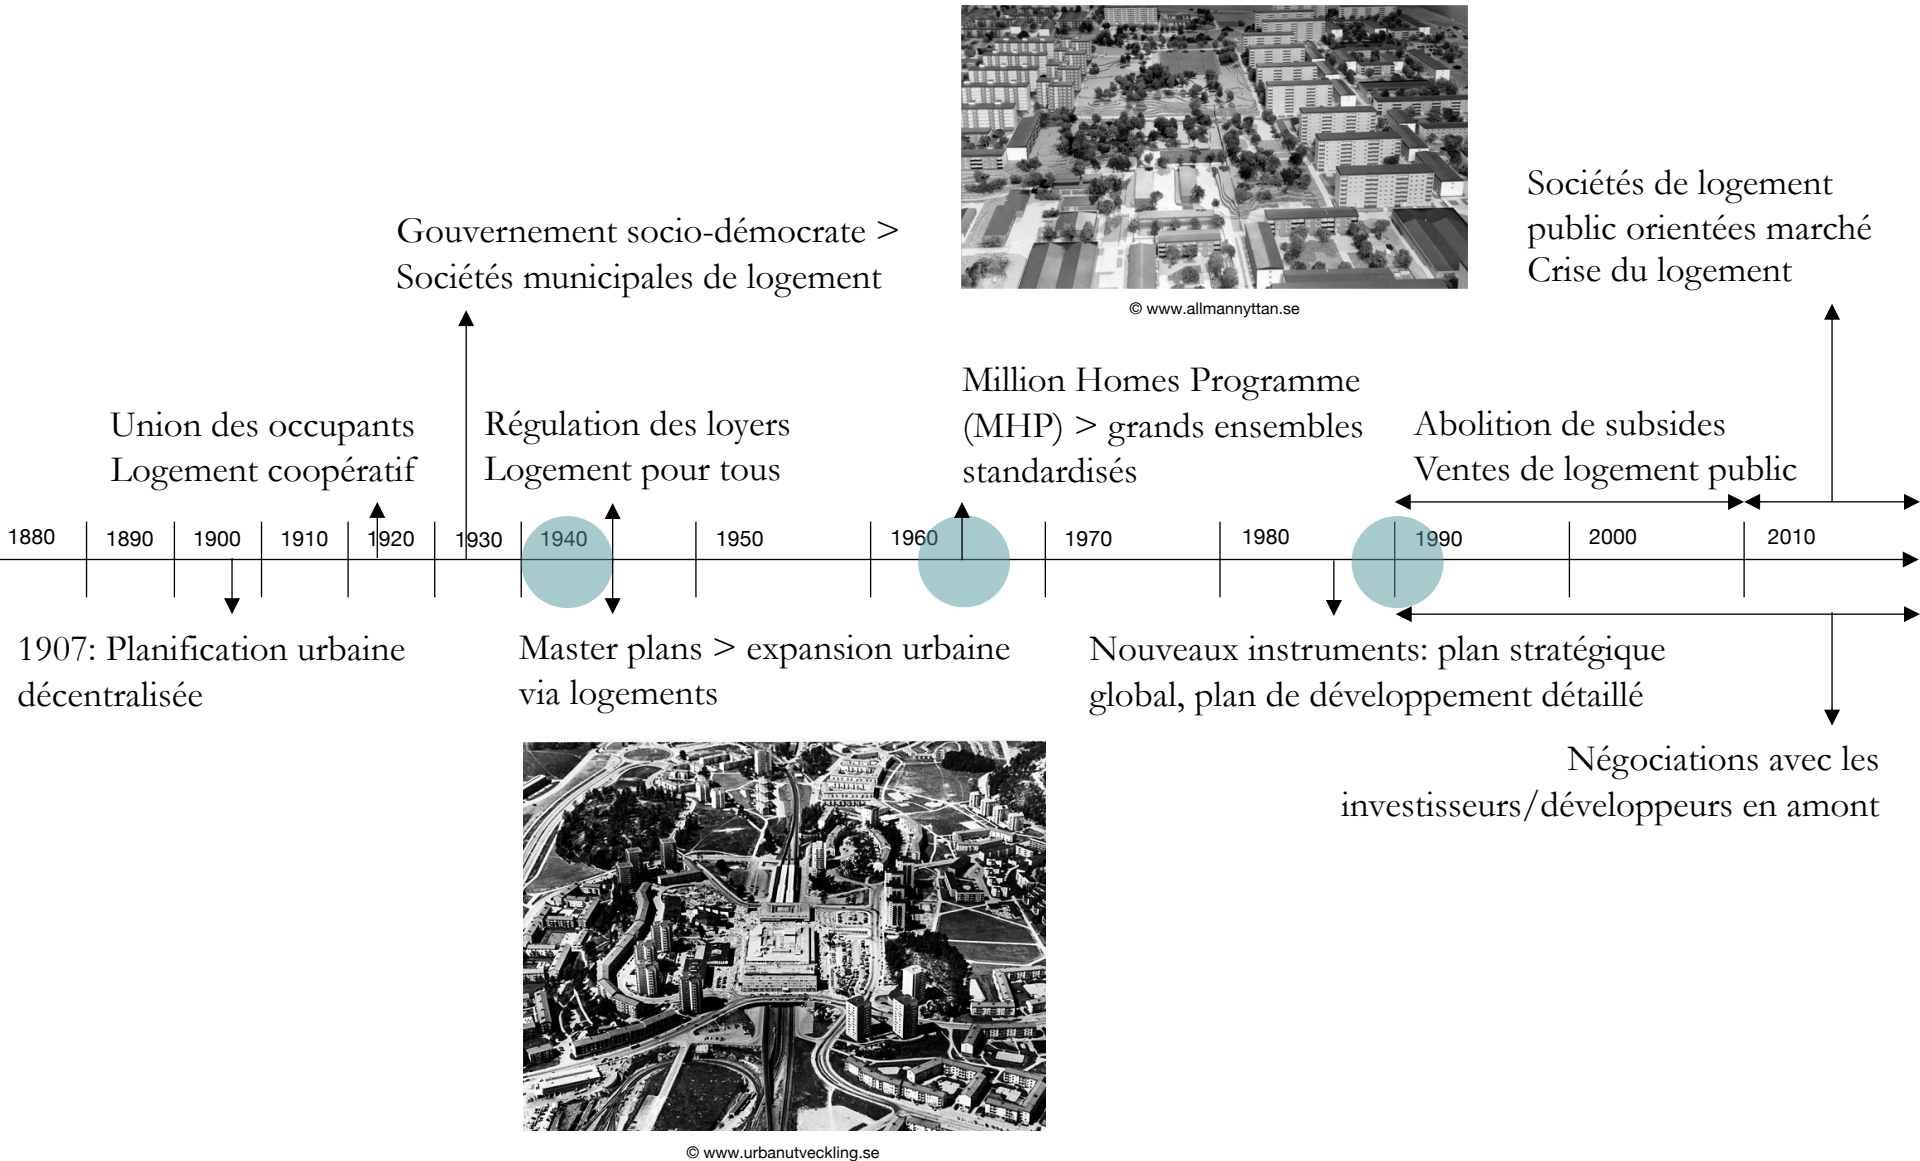 © www.allmannyttan.se
Sociétés de logement
public orientées marché
Crise du logement
Gouvernement socio-démocrate >
Sociétés municipales de logement
Million Homes Programme
(MHP) > grands ensembles
standardisés
Union des occupants
Logement coopératif
Régulation des loyers
Logement pour tous
Abolition de subsides
Ventes de logement public
1880 1890 1900 1910 1920 1930 1940 1950 1960 1970 1980 1990 2000 2010
1907: Planification urbaine
décentralisée
Master plans > expansion urbaine
via logements
Nouveaux instruments: plan stratégique
global, plan de développement détaillé
Négociations avec les
investisseurs/développeurs en amont
© www.urbanutveckling.se